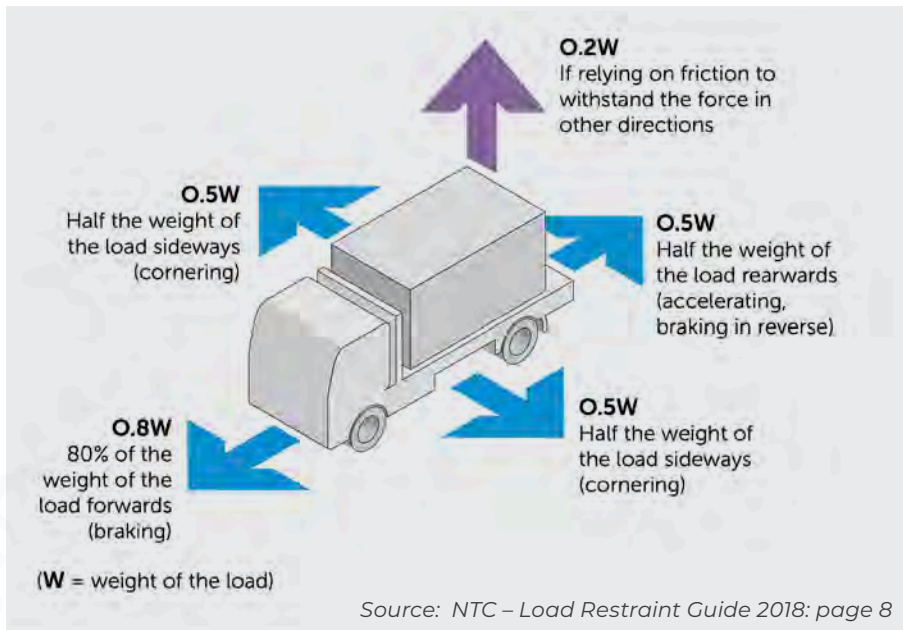 0.2W
If relying on friction to
withstand the force in
other directions
0.5W
Half the weight of
the load sideways
(cornering)
0.5W
Half the weight of
the load rearwards
(accelerating,
braking in reverse)
0.5W
Half the weight of
the load sideways
(cornering)
0.8W
80% of the
weight of the
load forwards
(braking)
(W = weight of the load)
Source: NTC – Load Restraint Guide 2018: page 8